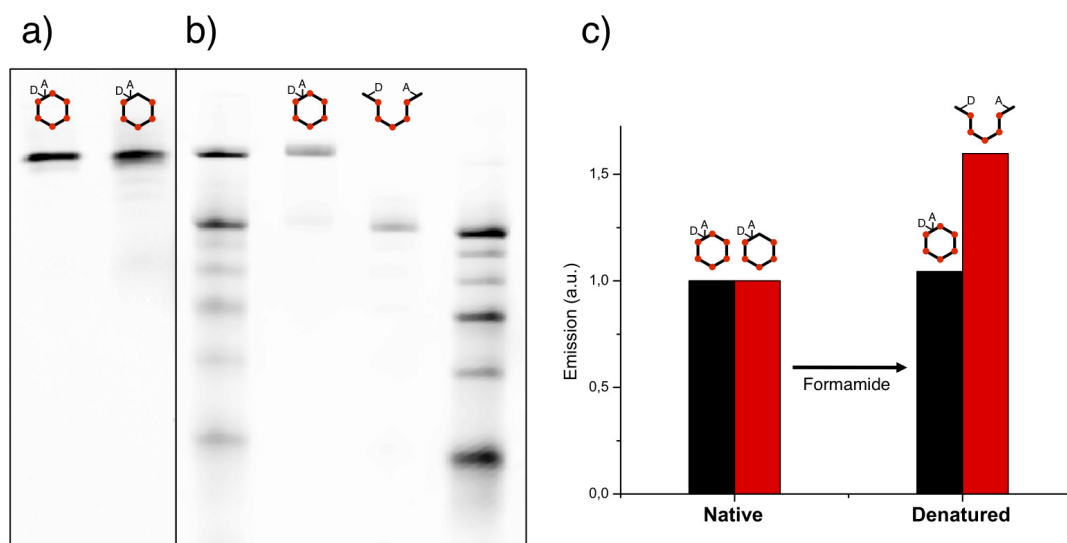 a)
b)
c)
D A
D A
D A
D A
D A
D A
D A
D A
1,5
1,0
0,5
0,0
Emission (a.u.)
Formamide
Native
Denatured